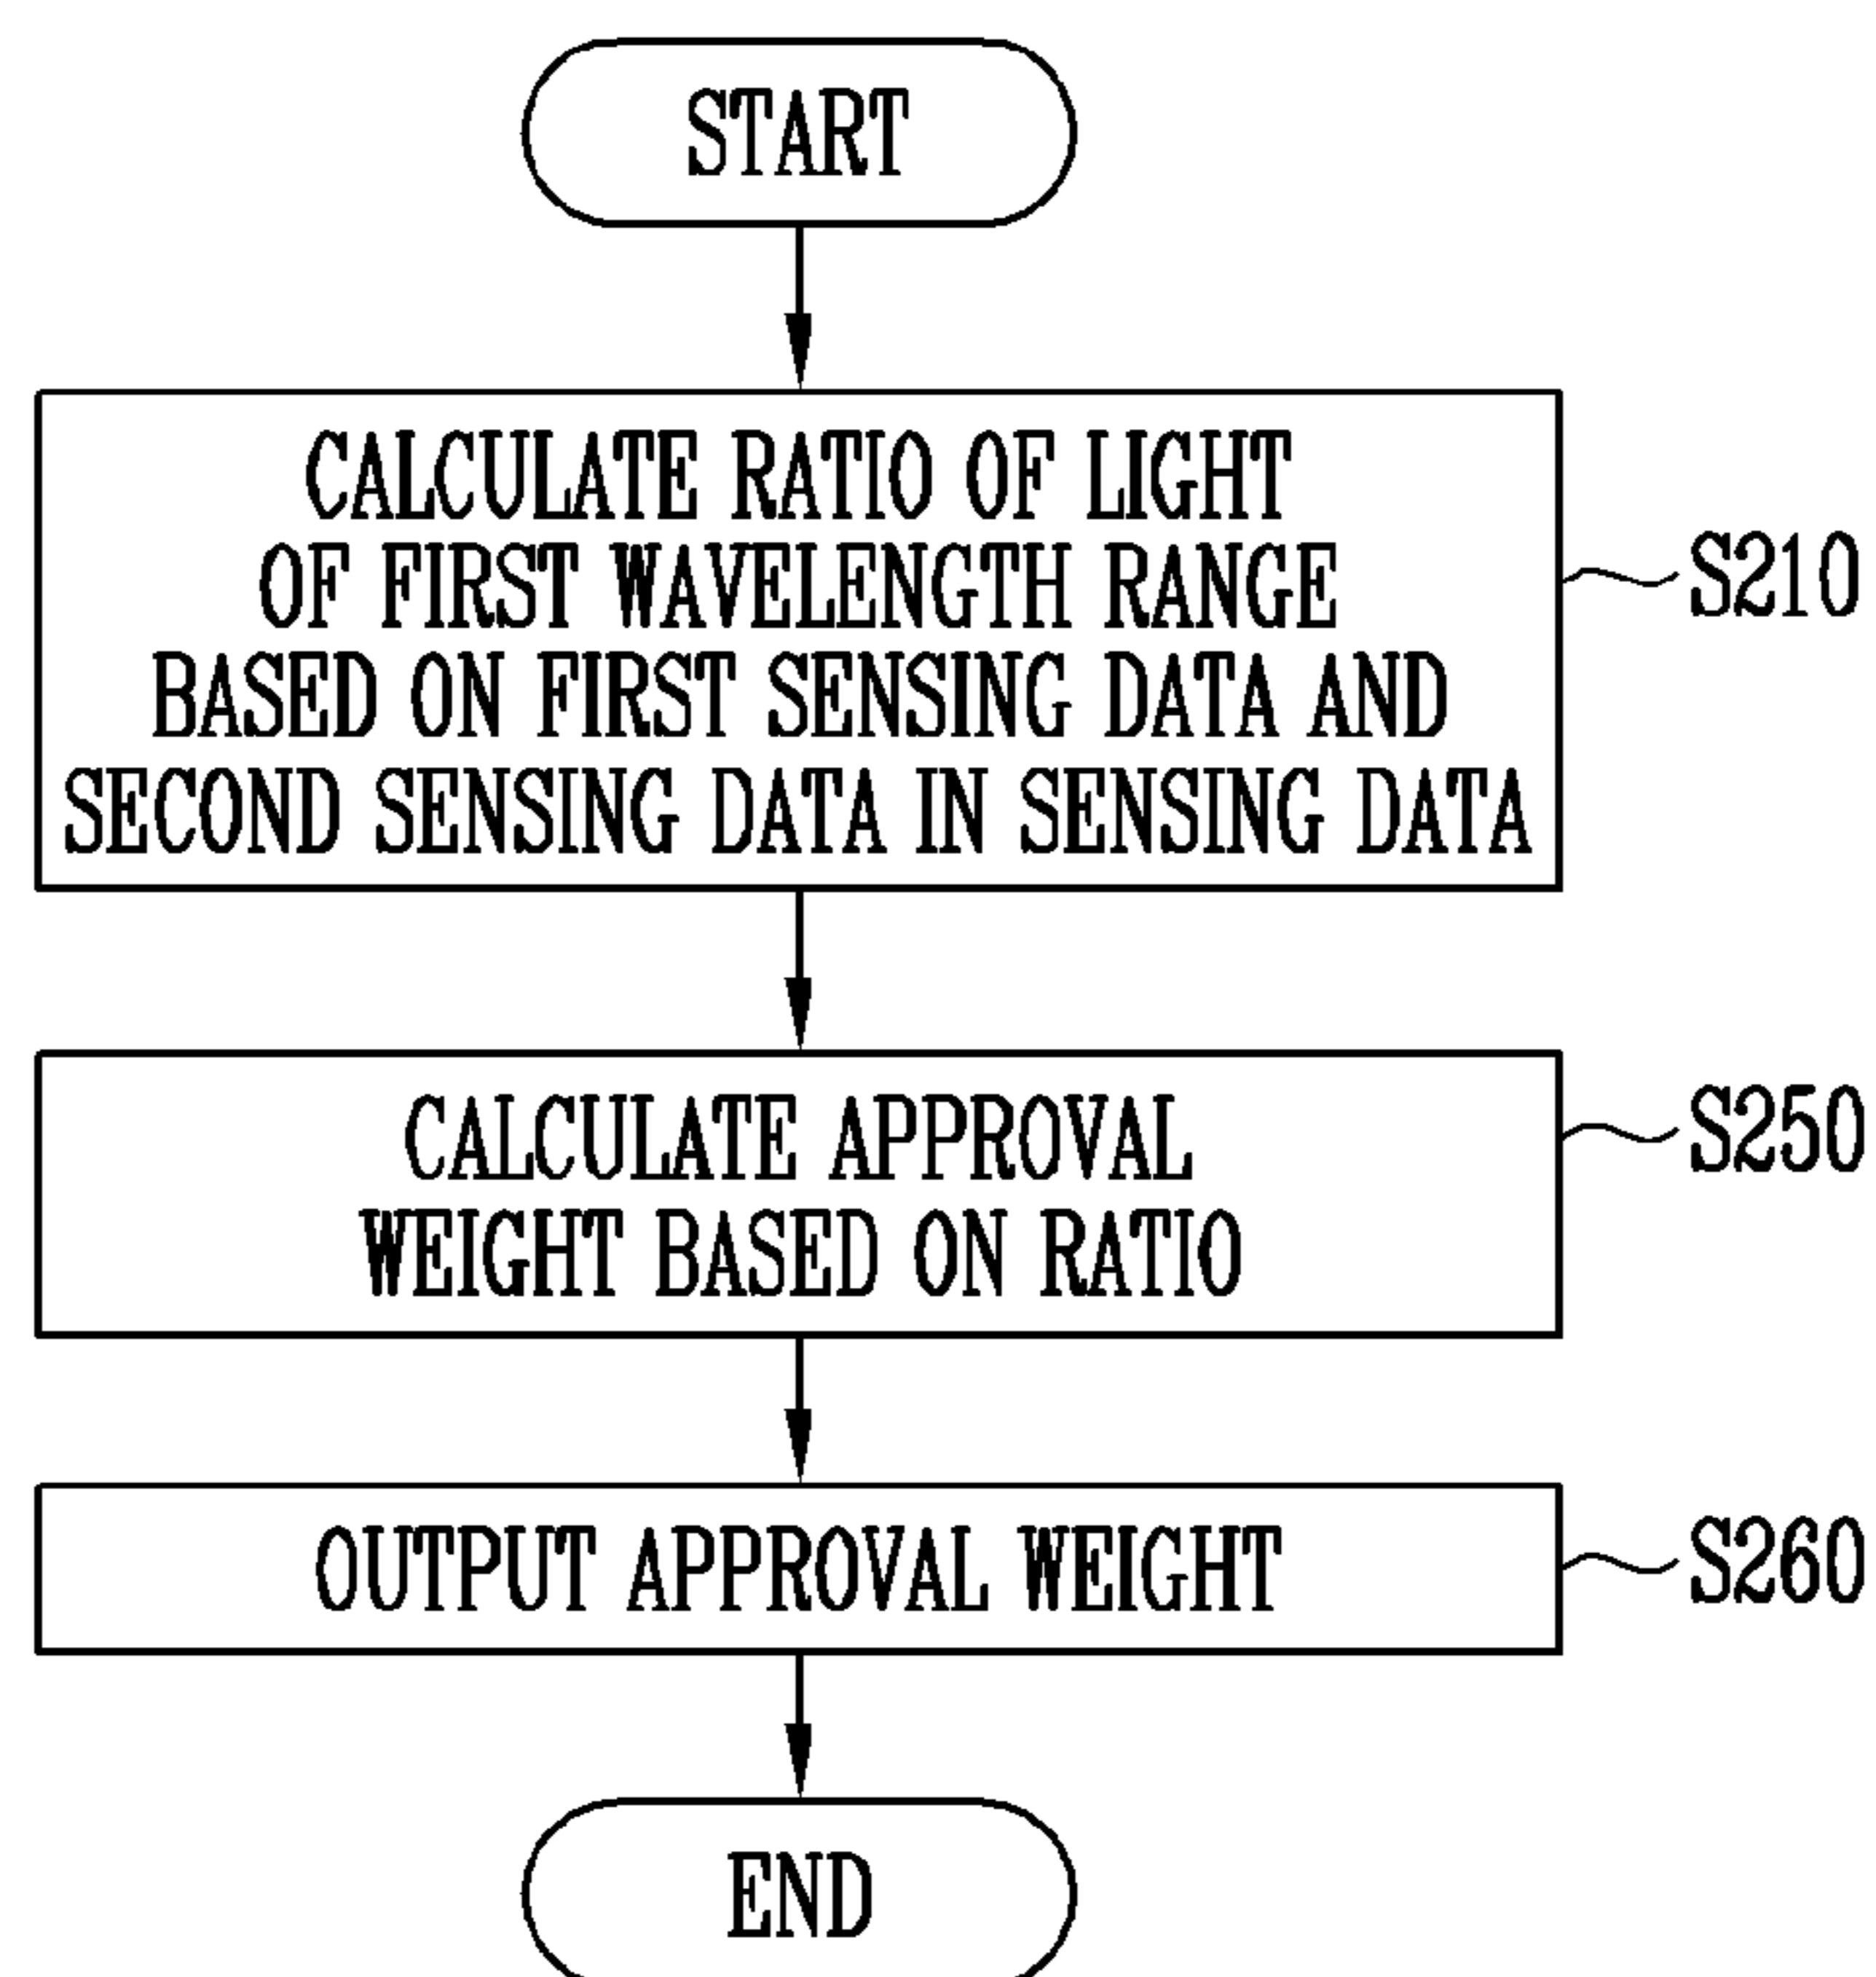 START
CALCULATE RATIO OF LIGHT
OF FIRST WAVELENGTH RANGE
BASED ON FIRST SENSING DATA AND
SECOND SENSING DATA IN SENSING DATA
S210
CALCULATE APPROVAL
WEIGHT BASED ON RATIO
S250
OUTPUT APPROVAL WEIGHT
S260
END